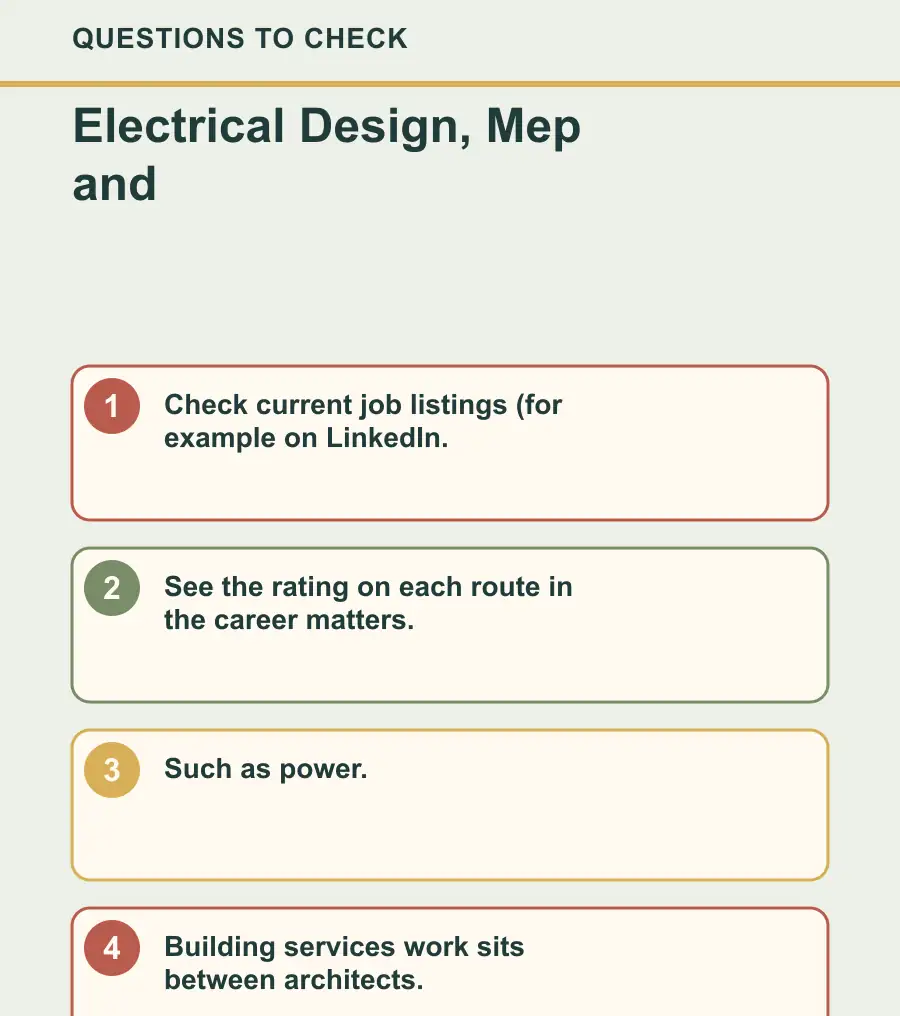 QUESTIONS TO CHECK
Electrical Design, Mep
and
1
Check current job listings (for
example on LinkedIn.
2
See the rating on each route in
the career matters.
3
Such as power.
4
Building services work sits
between architects.